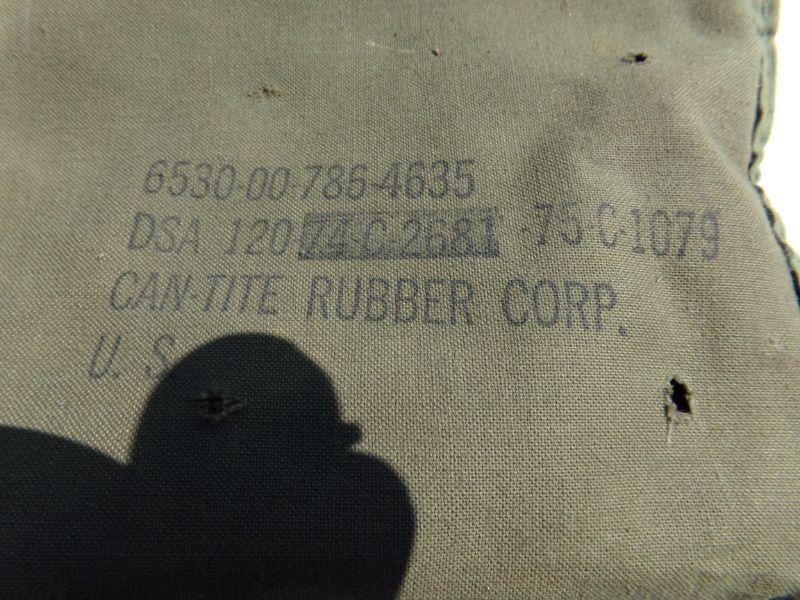 6530-00-786-4635
DSA 120 74-C-2681 -75-C-1079
CAN-TITE RUBBER CORP.
U. S.